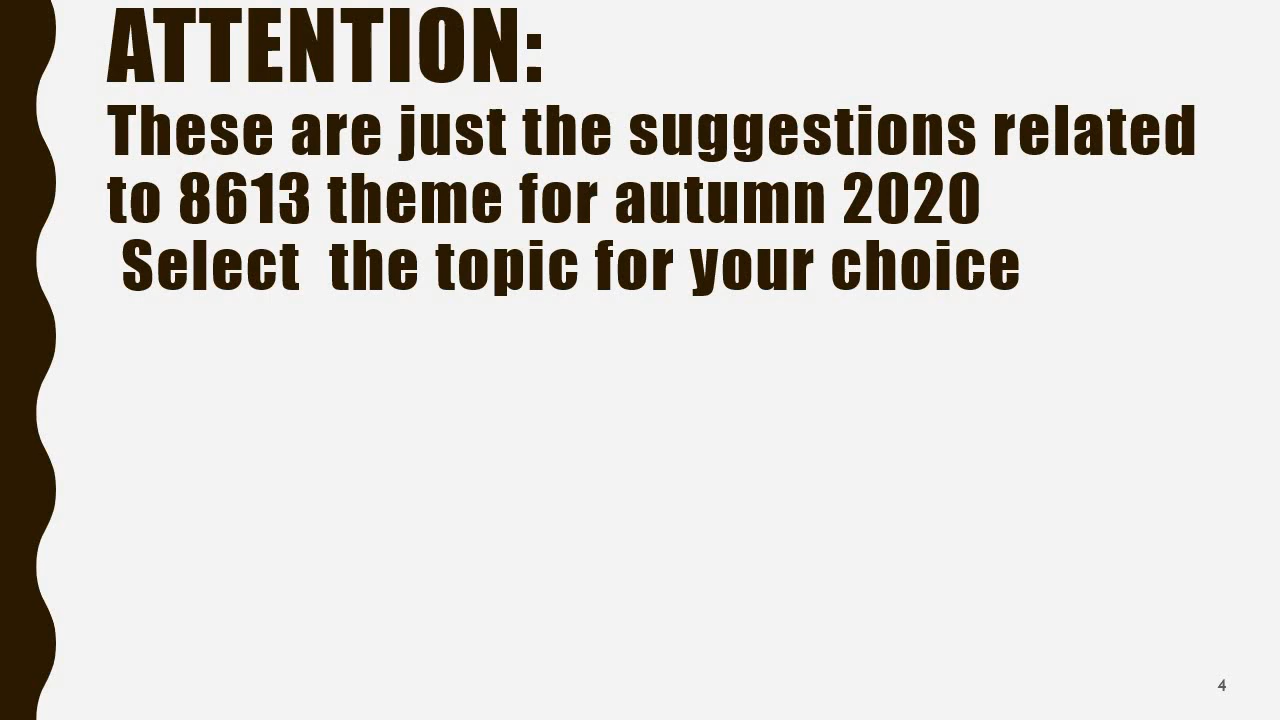 ATTENTION:
These are just the suggestions related
to 8613 theme for autumn 2020
Select the topic for your choice
4